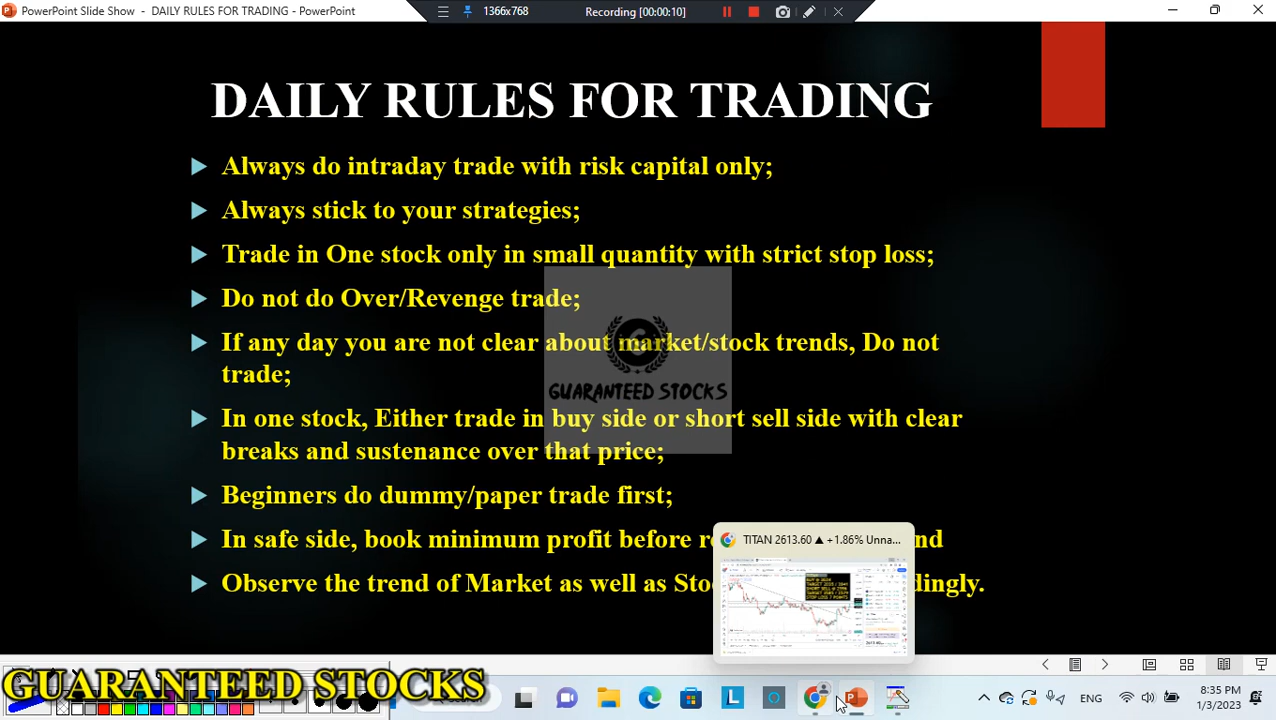 PowerPoint Slide Show - DAILY RULES FOR TRADING - PowerPoint
1366x768
Recording [00:00:10]
DAILY RULES FOR TRADING
Always do intraday trade with risk capital only;
Always stick to your strategies;
Trade in One stock only in small quantity with strict stop loss;
Do not do Over/Revenge trade;
If any day you are not clear about market/stock trends, Do not
trade;
In one stock, Either trade in buy side or short sell side with clear
breaks and sustenance over that price;
Beginners do dummy/paper trade first;
In safe side, book minimum profit before
Observe the trend of Market as well as
GUARANTEED STOCKS
TITAN 2613.60 ▲ +1.86% Unna...
GUARANTEED STOCKS
ENG
8:35 PM
1/3/2023